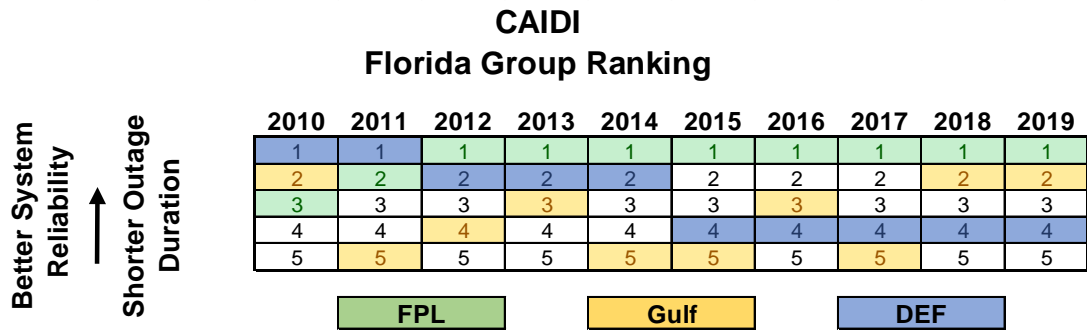 CAIDI
Florida Group Ranking
Better System
Reliability
Shorter Outage
Duration
2010 2011 2012 2013 2014 2015 2016 2017 2018 2019
1 1 1 1 1 1 1 1 1 1
2 2 2 2 2 2 2 2 2 2
3 3 3 3 3 3 3 3 3 3
4 4 4 4 4 4 4 4 4 4
5 5 5 5 5 5 5 5 5 5
FPL Gulf DEF